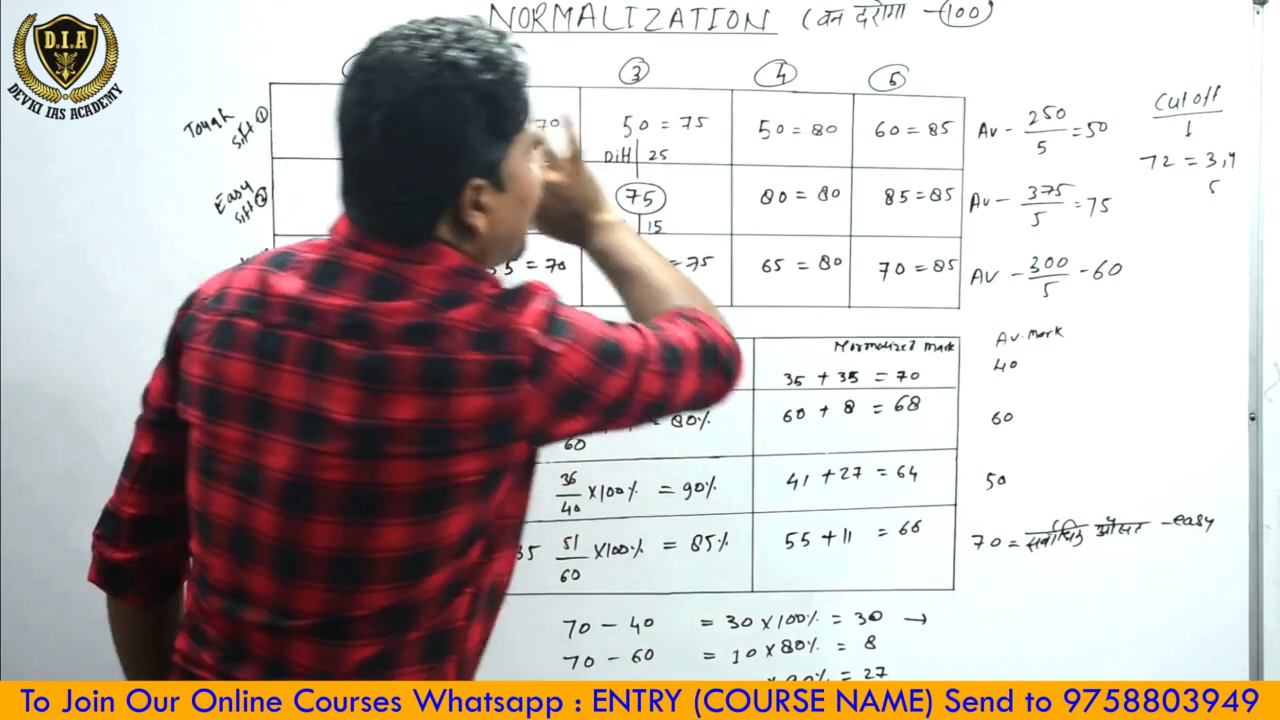 D.I.A
DEVKI IAS ACADEMY
NORMALIZATION (वन दरोगा -100)
3 4 5
Tough sift 1 70 50 = 75 50 = 80 60 = 85 Av - 250/5 = 50
DiH 25
Easy sift 2 75 80 = 80 85 = 85 Av - 375/5 = 75
15
55 = 70 = 75 65 = 80 70 = 85 Av - 300/5 - 60
Cutoff
72 = 3,4
5
Av. mark
Normalized mark
35 + 35 = 70 40
60 = 80% 60 + 8 = 68 60
36/40 X100% = 90% 41 + 27 = 64 50
35 51/60 X100% = 85% 55 + 11 = 66 70 = सर्वाधिक औसत - easy
70 - 40 = 30 X 100% = 30 →
70 - 60 = 10 X 80% = 8
= 27
To Join Our Online Courses Whatsapp : ENTRY (COURSE NAME) Send to 9758803949